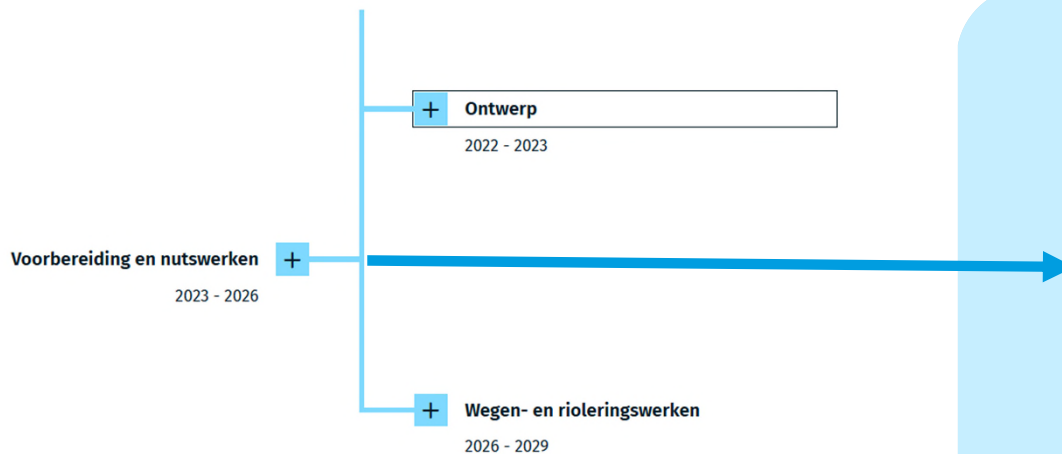 Ontwerp
2022 - 2023
Voorbereiding en nutswerken
2023 - 2026
Wegen- en rioleringswerken
2026 - 2029